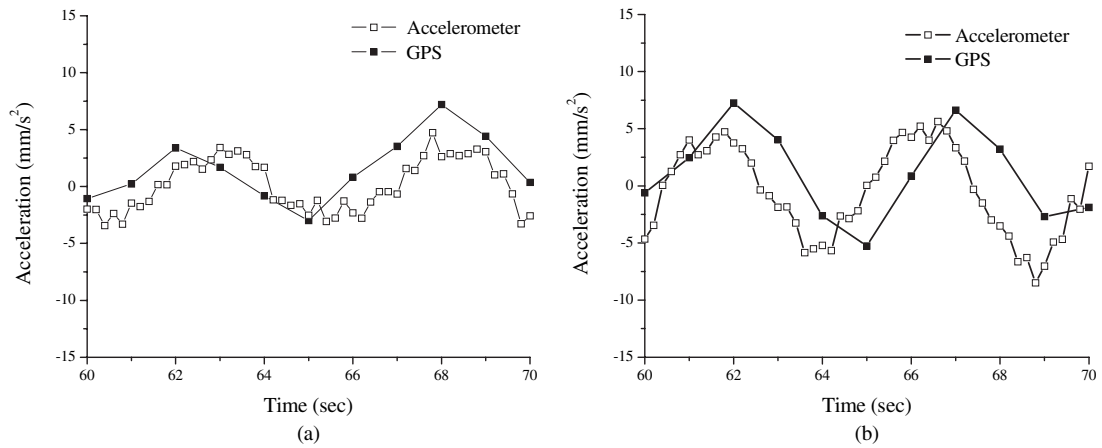 15
10
5
0
-5
-10
-15
Acceleration (mm/s²)
Accelerometer
GPS
60
62
64
66
68
70
Time (sec)
(a)
15
10
5
0
-5
-10
-15
Acceleration (mm/s²)
Accelerometer
GPS
60
62
64
66
68
70
Time (sec)
(b)